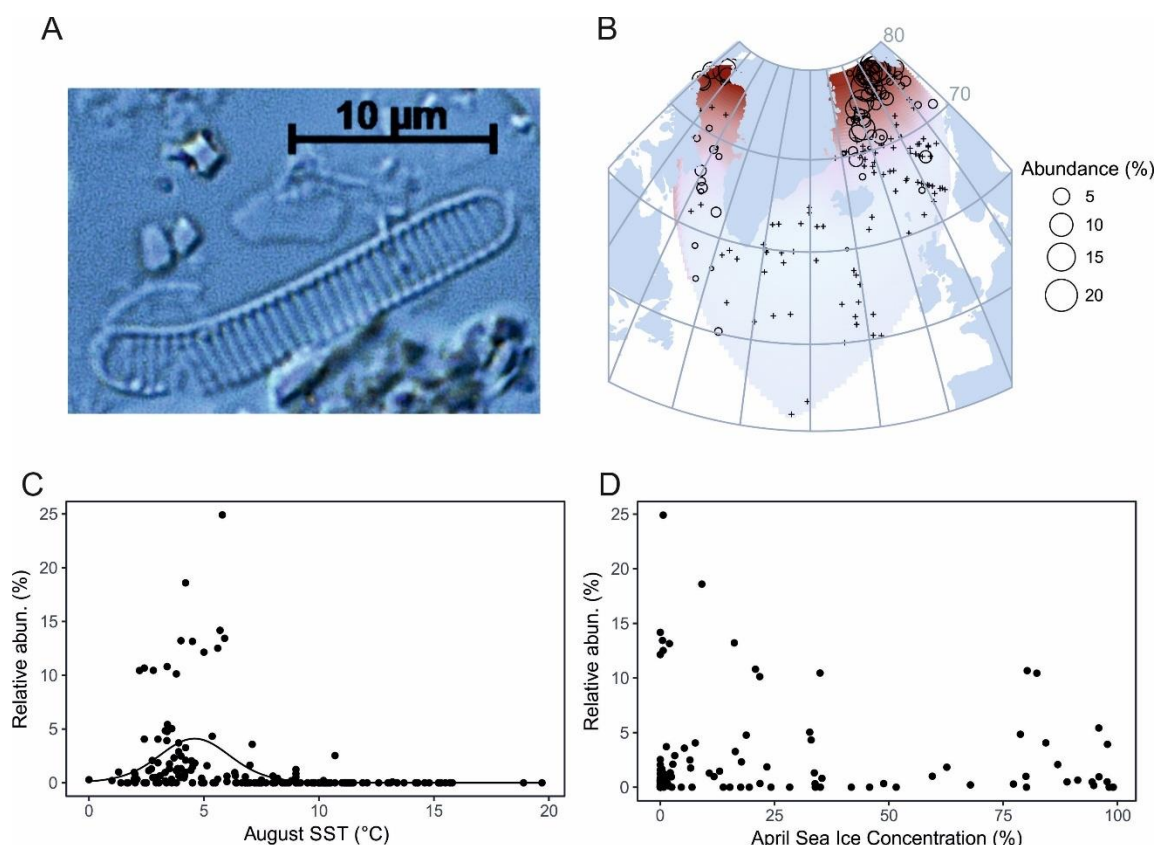 A
10 µm
B
80
70
Abundance (%)
5
10
15
20
C
25
20
15
10
5
0
Relative abun. (%)
0 5 10 15 20
August SST (°C)
D
25
20
15
10
5
0
Relative abun. (%)
0 25 50 75 100
April Sea Ice Concentration (%)